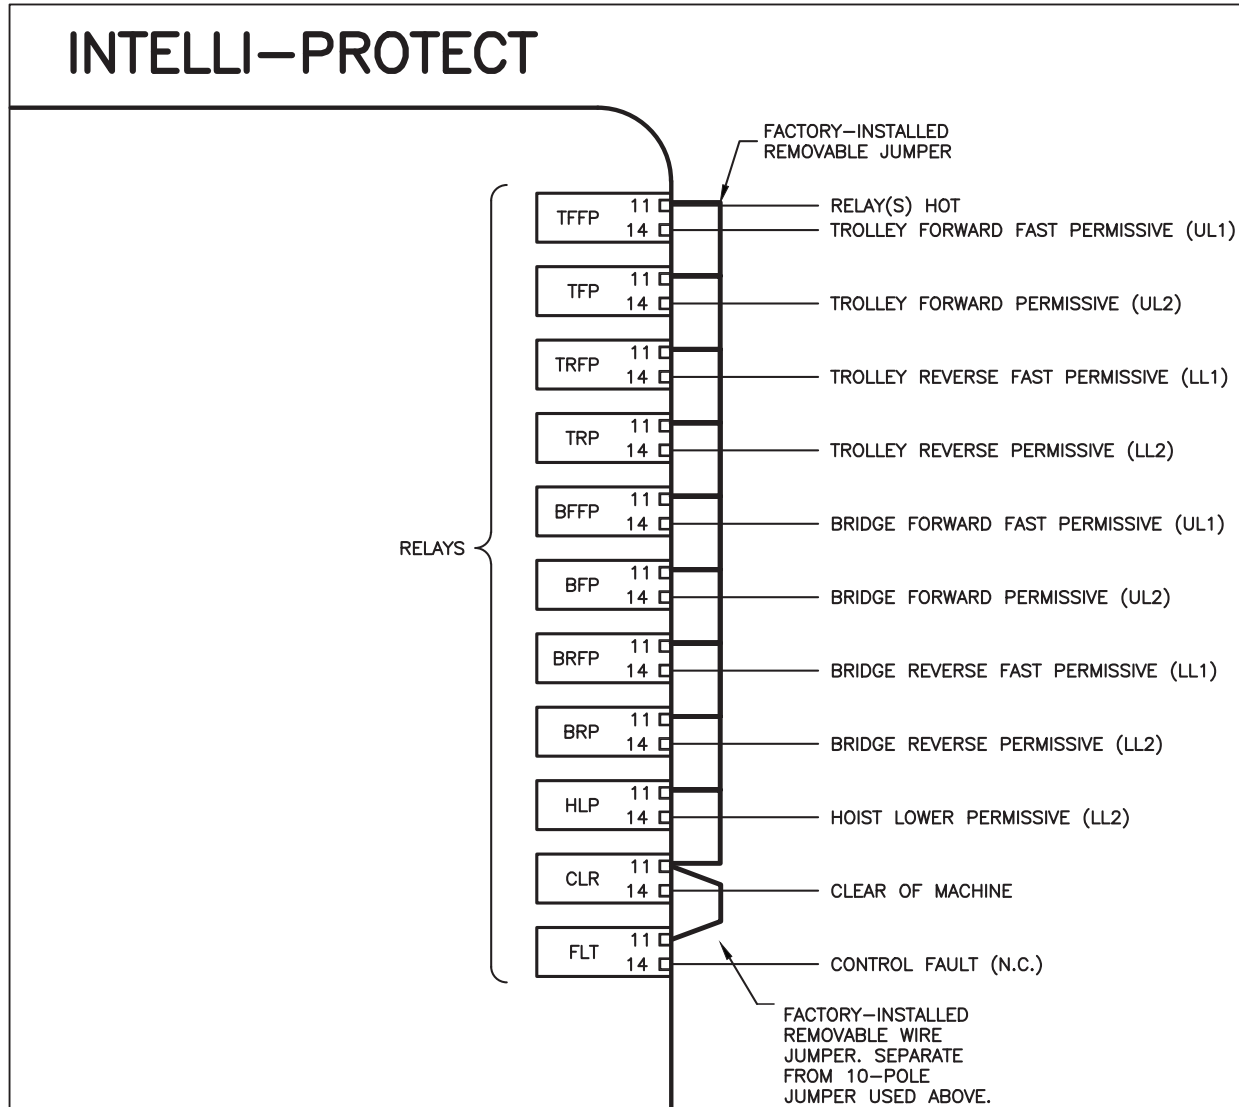 INTELLI-PROTECT
FACTORY-INSTALLED
REMOVABLE JUMPER
TFFP 11 RELAY(S) HOT
14 TROLLEY FORWARD FAST PERMISSIVE (UL1)
TFP 11
14 TROLLEY FORWARD PERMISSIVE (UL2)
TRFP 11
14 TROLLEY REVERSE FAST PERMISSIVE (LL1)
TRP 11
14 TROLLEY REVERSE PERMISSIVE (LL2)
BFFP 11
14 BRIDGE FORWARD FAST PERMISSIVE (UL1)
RELAYS
BFP 11
14 BRIDGE FORWARD PERMISSIVE (UL2)
BRFP 11
14 BRIDGE REVERSE FAST PERMISSIVE (LL1)
BRP 11
14 BRIDGE REVERSE PERMISSIVE (LL2)
HLP 11
14 HOIST LOWER PERMISSIVE (LL2)
CLR 11
14 CLEAR OF MACHINE
FLT 11
14 CONTROL FAULT (N.C.)
FACTORY-INSTALLED
REMOVABLE WIRE
JUMPER. SEPARATE
FROM 10-POLE
JUMPER USED ABOVE.